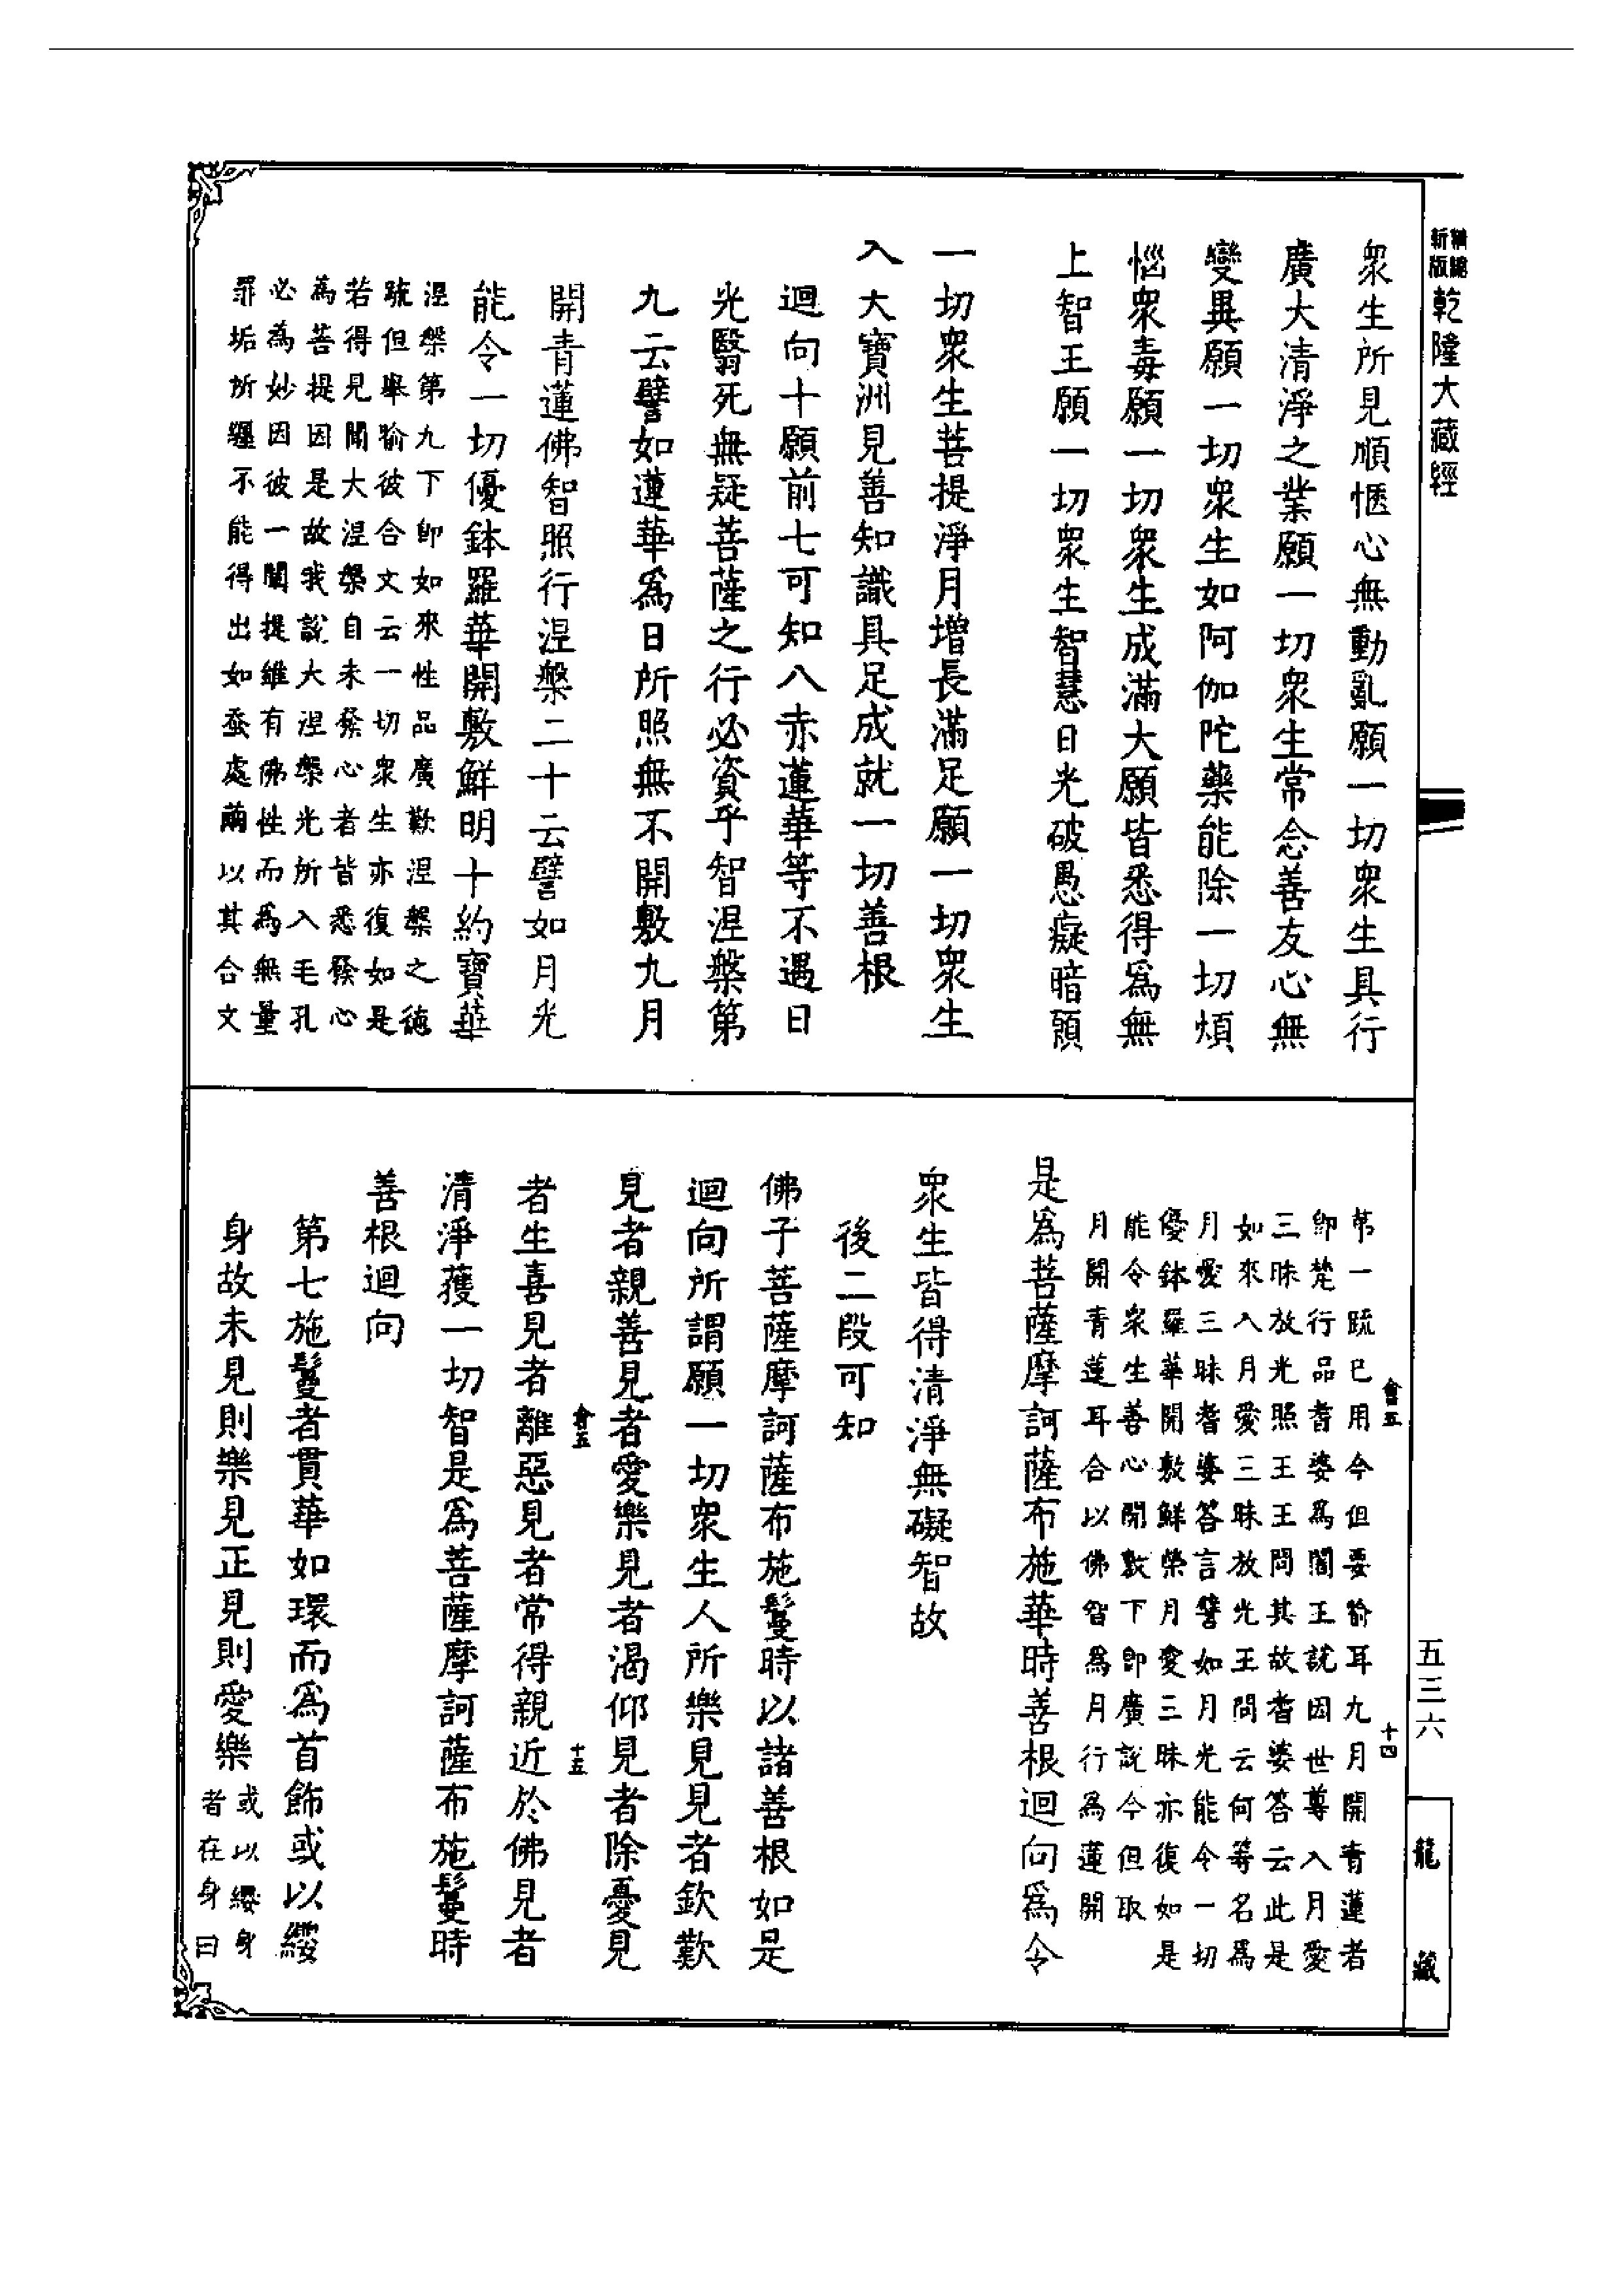 精縮
新版
乾隆大藏經
衆生所見順愜心無動亂願一切衆生具行
廣大清淨之業願一切衆生常念善友心無
變異願一切衆生如阿伽陀藥能除一切煩
惱衆毒願一切衆生成滿大願皆悉得爲無
上智王願一切衆生智慧日光破愚癡暗願
一切衆生菩提淨月增長滿足願一切衆生
入大寶洲見善知識具足成就一切善根
迴向十願前七可知八赤蓮華等不遇日
光翳死無疑菩薩之行必資乎智涅槃第
九云譬如蓮華爲日所照無不開敷九月
開青蓮佛智照行涅槃二十云譬如月光
能令一切優鉢羅華開敷鮮明十約寶華
涅槃第九下卽如來性品廣歎涅槃之德
疏但舉喻彼合文云一切衆生亦復如是
若得見聞大涅槃自未發心者皆悉發心
為菩提因是故我說大涅槃光所入毛孔
必為妙因彼一闡提雖有佛性而為無量
罪垢所纒不能得出如蚕處繭以其合文
第一疏已用今但要喻耳九月開青蓮者
卽梵行品耆婆爲闍王說因世尊入月愛
三昧放光照王王問其故耆婆答云此是
如來入月愛三昧放光王問云何等名爲
月愛三昧耆婆答言譬如月光能令一切
優鉢羅華開敷鮮榮月愛三昧亦復如是
能令衆生善心開敷下卽廣說今但取
月開青蓮耳合以佛智爲月行為蓮開
會五
十四
是爲菩薩摩訶薩布施華時善根迴向爲令
衆生皆得清淨無礙智故
後二段可知
佛子菩薩摩訶薩布施鬘時以諸善根如是
迴向所謂願一切衆生人所樂見見者欽歎
見者親善見者愛樂見者渴仰見者除憂見
者生喜見者離惡見者常得親近於佛見者
會五
十五
清淨獲一切智是爲菩薩摩訶薩布施鬘時
善根迴向
第七施鬘者貫華如環而爲首飾或以纓
身故未見則樂見正見則愛樂
或以纓身
者在身曰
五三六
龍藏